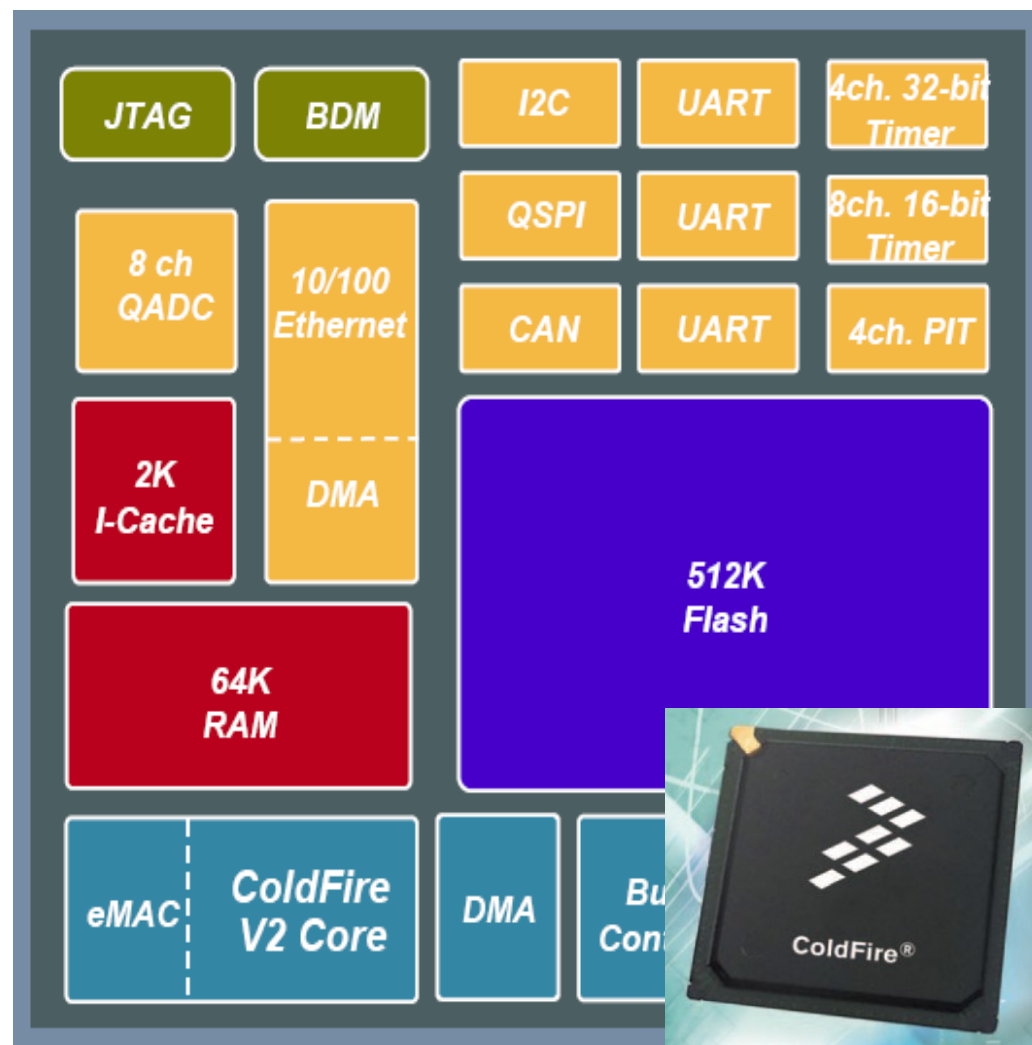 JTAG
BDM
I2C
UART
4ch. 32-bit
Timer
8 ch
QADC
10/100
Ethernet
QSPI
UART
8ch. 16-bit
Timer
CAN
UART
4ch. PIT
2K
I-Cache
DMA
512K
Flash
64K
RAM
eMAC
ColdFire
V2 Core
DMA
ColdFire®